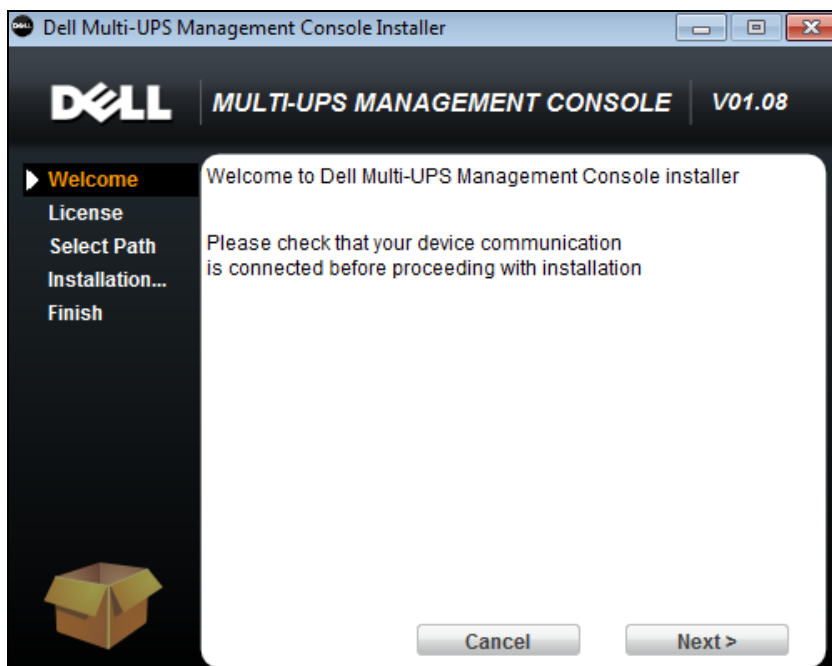 Dell Multi-UPS Management Console Installer
DELL MULTI-UPS MANAGEMENT CONSOLE V01.08
Welcome
License
Select Path
Installation...
Finish
Welcome to Dell Multi-UPS Management Console installer
Please check that your device communication
is connected before proceeding with installation
Cancel Next >